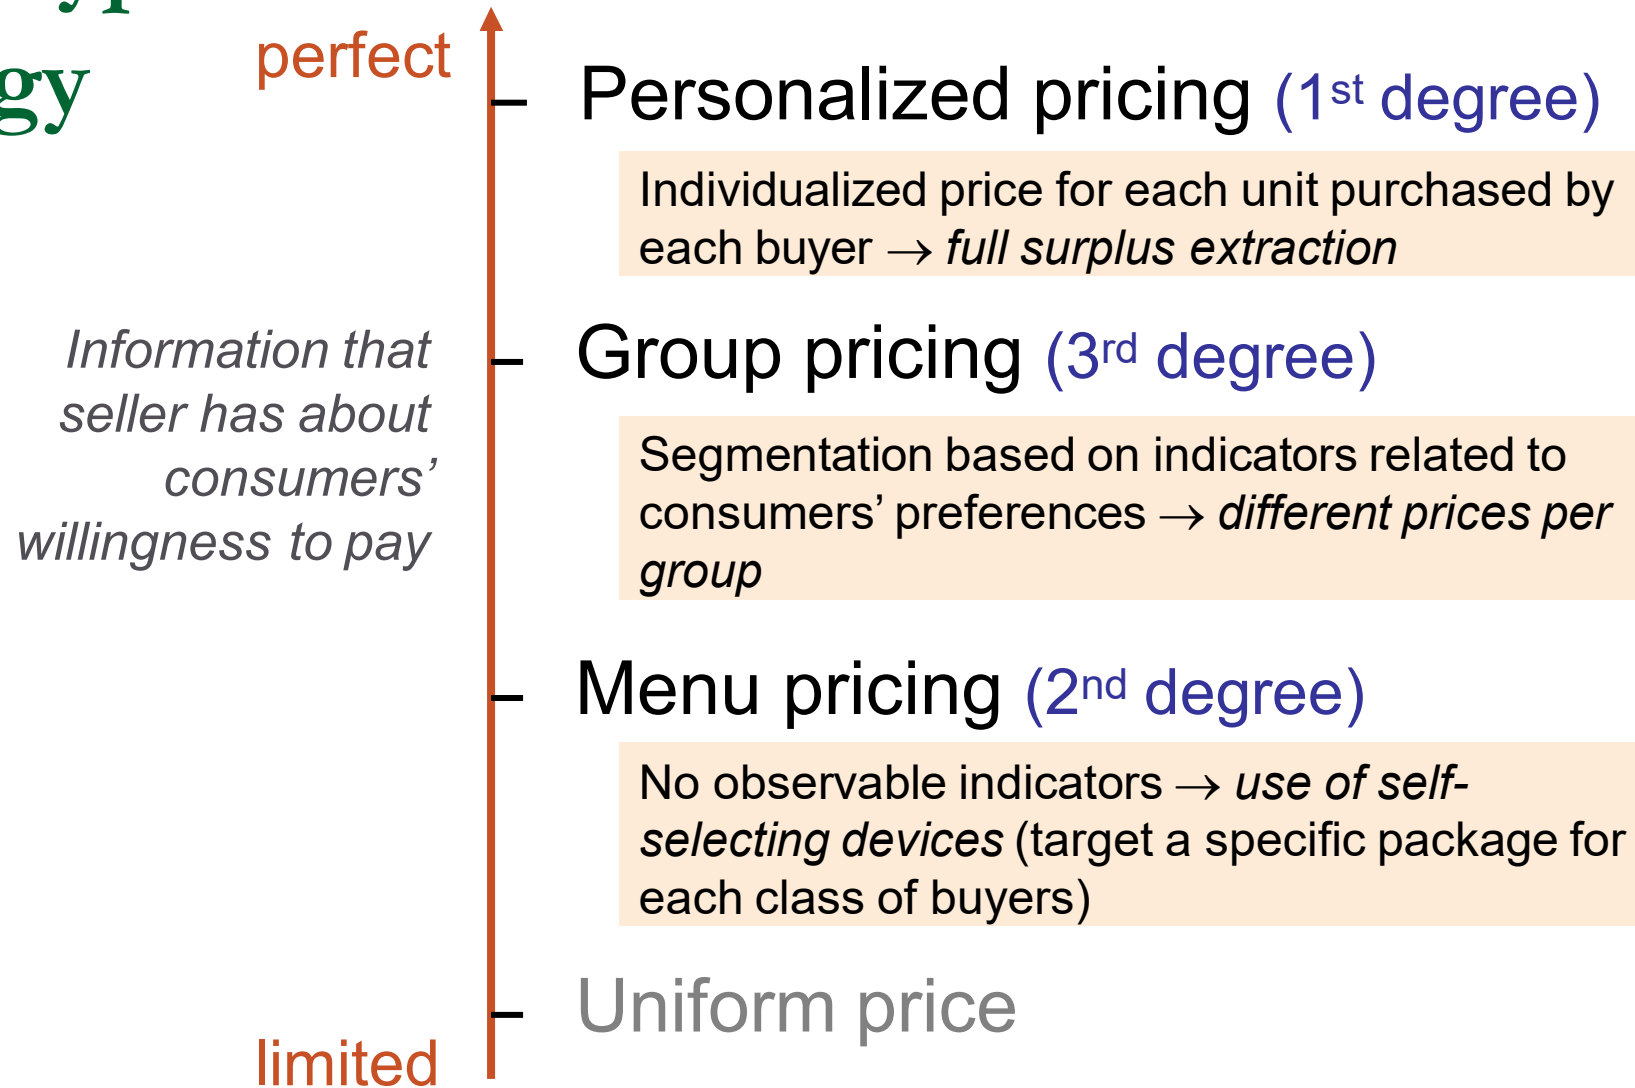 gy
perfect
Personalized pricing (1st degree)
Individualized price for each unit purchased by
each buyer → full surplus extraction
Information that
seller has about
consumers’
willingness to pay
Group pricing (3rd degree)
Segmentation based on indicators related to
consumers’ preferences → different prices per
group
Menu pricing (2nd degree)
No observable indicators → use of self-
selecting devices (target a specific package for
each class of buyers)
Uniform price
limited